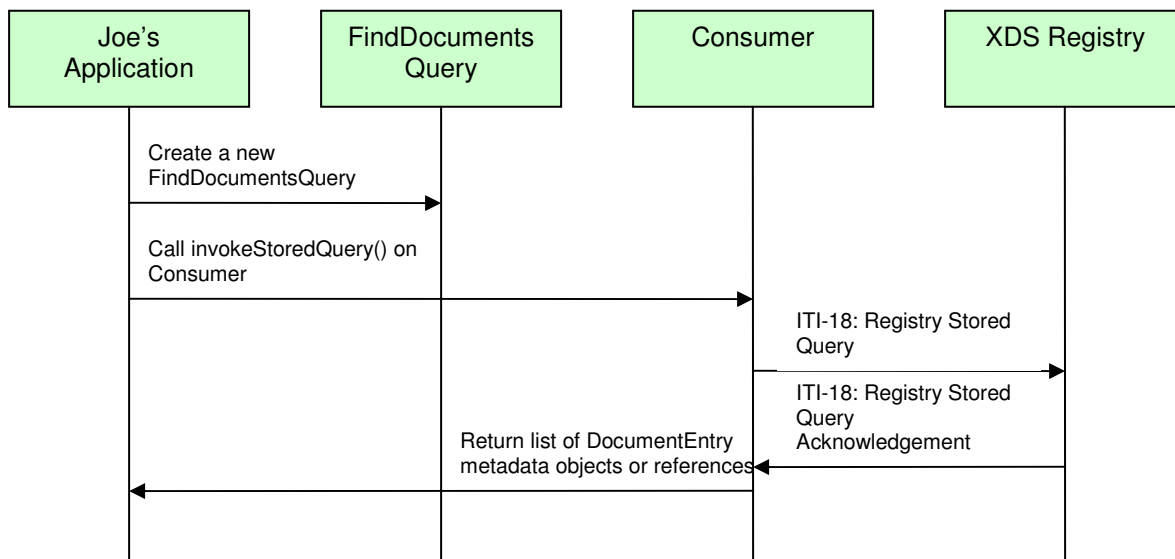 Joe's
Application
FindDocuments
Query
Consumer
XDS Registry
Create a new
FindDocumentsQuery
Call invokeStoredQuery() on
Consumer
ITI-18: Registry Stored
Query
ITI-18: Registry Stored
Query
Acknowledgement
Return list of DocumentEntry
metadata objects or references